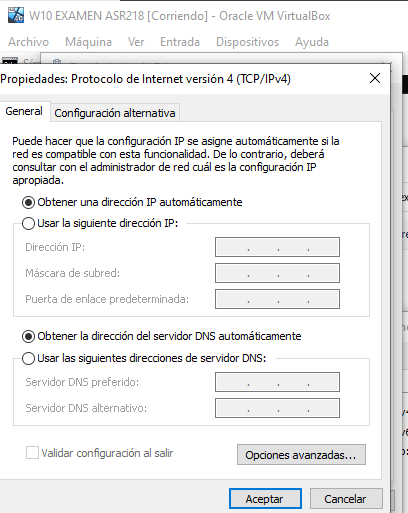 W10 EXAMEN ASR218 [Corriendo] - Oracle VM VirtualBox
Archivo Máquina Ver Entrada Dispositivos Ayuda
Propiedades: Protocolo de Internet versión 4 (TCP/IPv4)
General Configuración alternativa
Puede hacer que la configuración IP se asigne automáticamente si la
red es compatible con esta funcionalidad. De lo contrario, deberá
consultar con el administrador de red cuál es la configuración IP
apropiada.
Obtener una dirección IP automáticamente
Usar la siguiente dirección IP:
Dirección IP:
Máscara de subred:
Puerta de enlace predeterminada:
Obtener la dirección del servidor DNS automáticamente
Usar las siguientes direcciones de servidor DNS:
Servidor DNS preferido:
Servidor DNS alternativo:
Validar configuración al salir
Opciones avanzadas...
Aceptar Cancelar